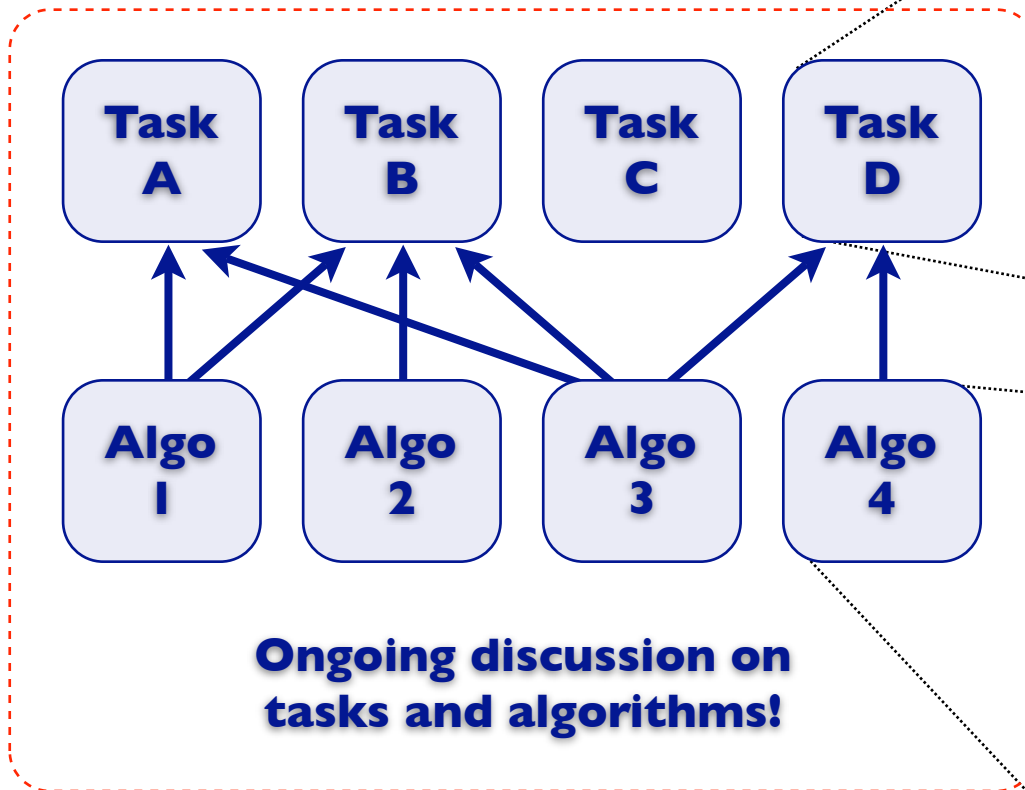 Task
A
Task
B
Task
C
Task
D
Algo
1
Algo
2
Algo
3
Algo
4
Ongoing discussion on
tasks and algorithms!